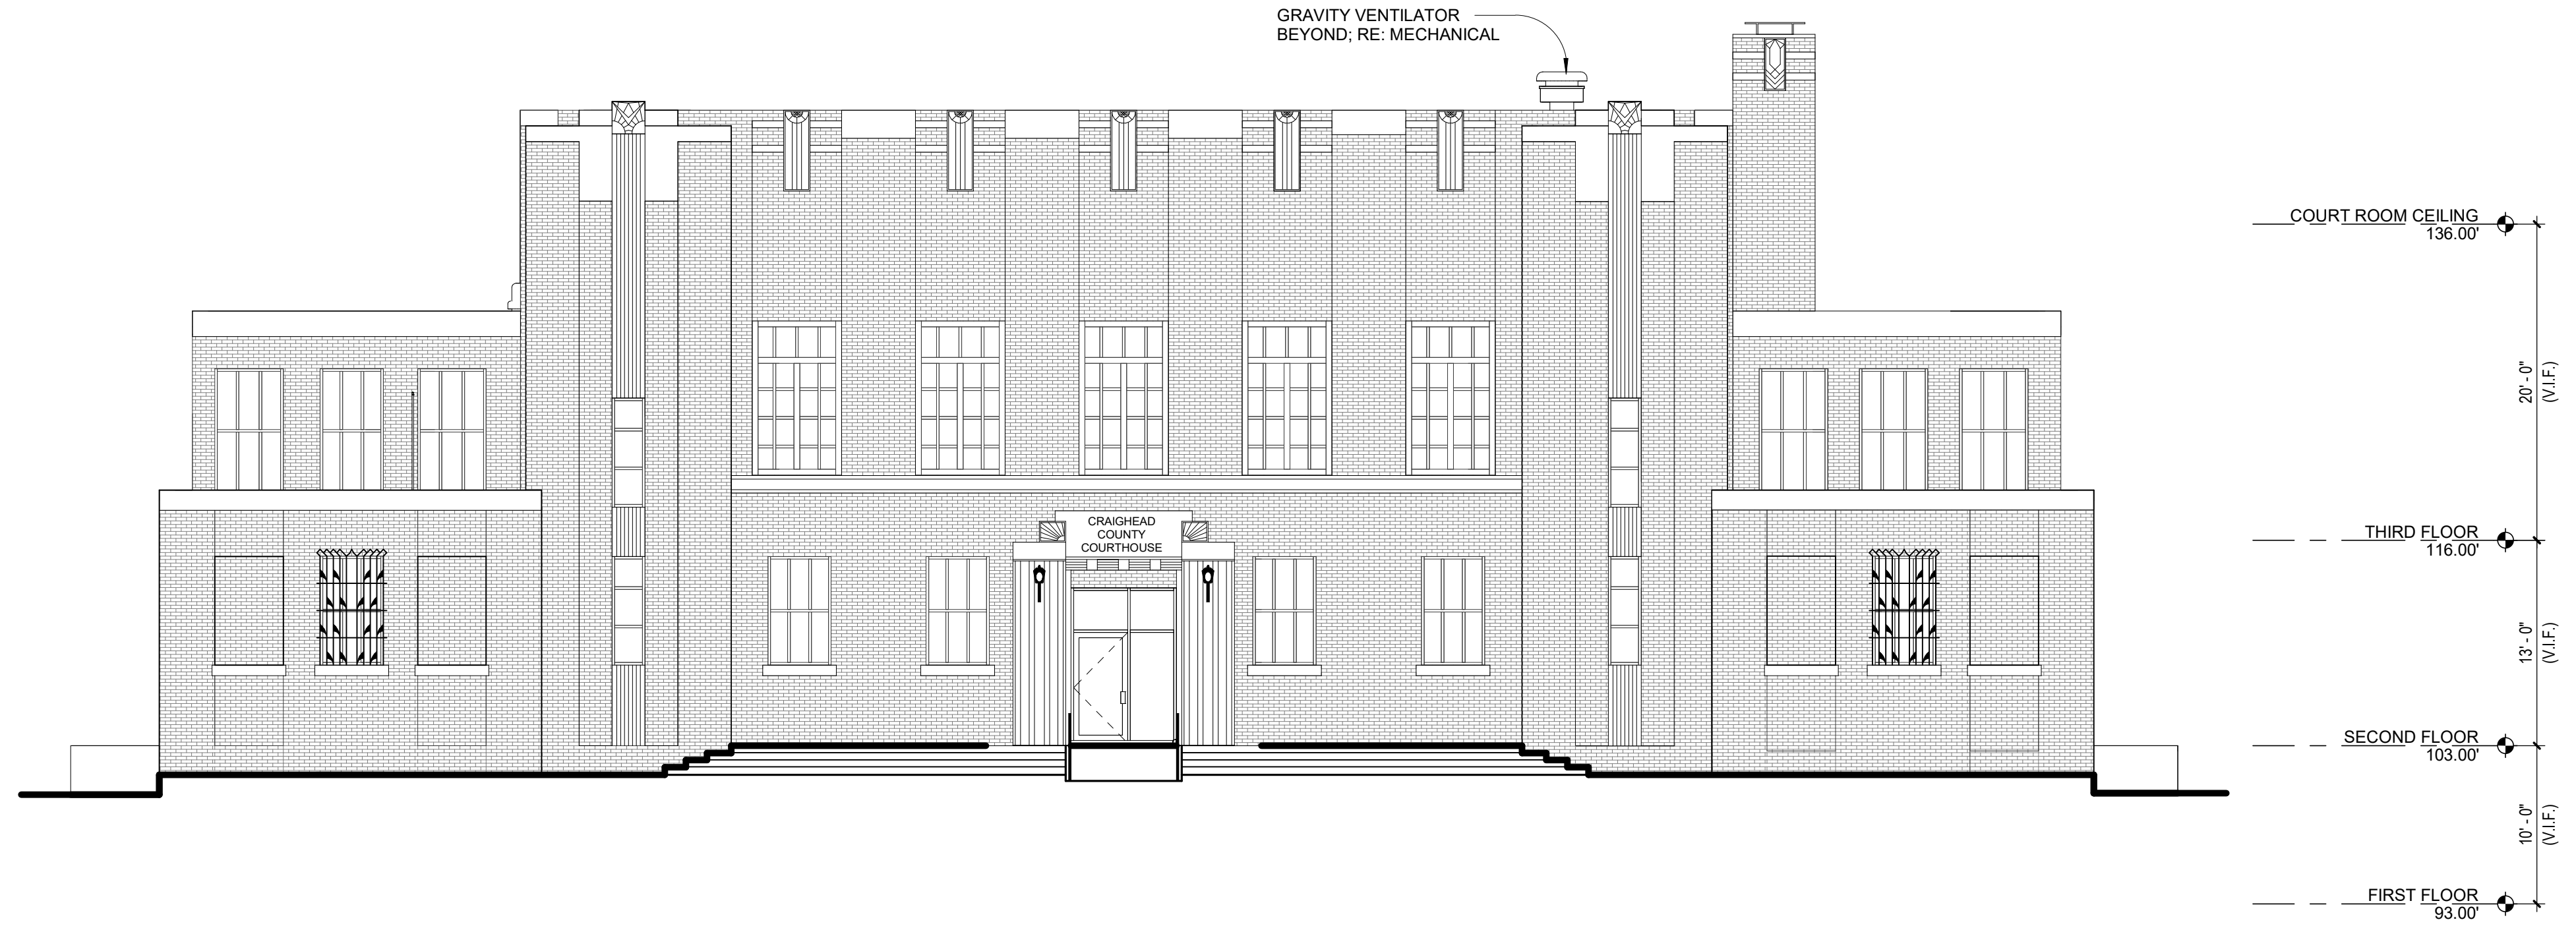 GRAVITY VENTILATOR
BEYOND; RE: MECHANICAL
COURT ROOM CEILING
136.00'
20' - 0"
(V.I.F.)
CRAIGHEAD
COUNTY
COURTHOUSE
THIRD FLOOR
116.00'
13' - 0"
(V.I.F.)
SECOND FLOOR
103.00'
10' - 0"
(V.I.F.)
FIRST FLOOR
93.00'